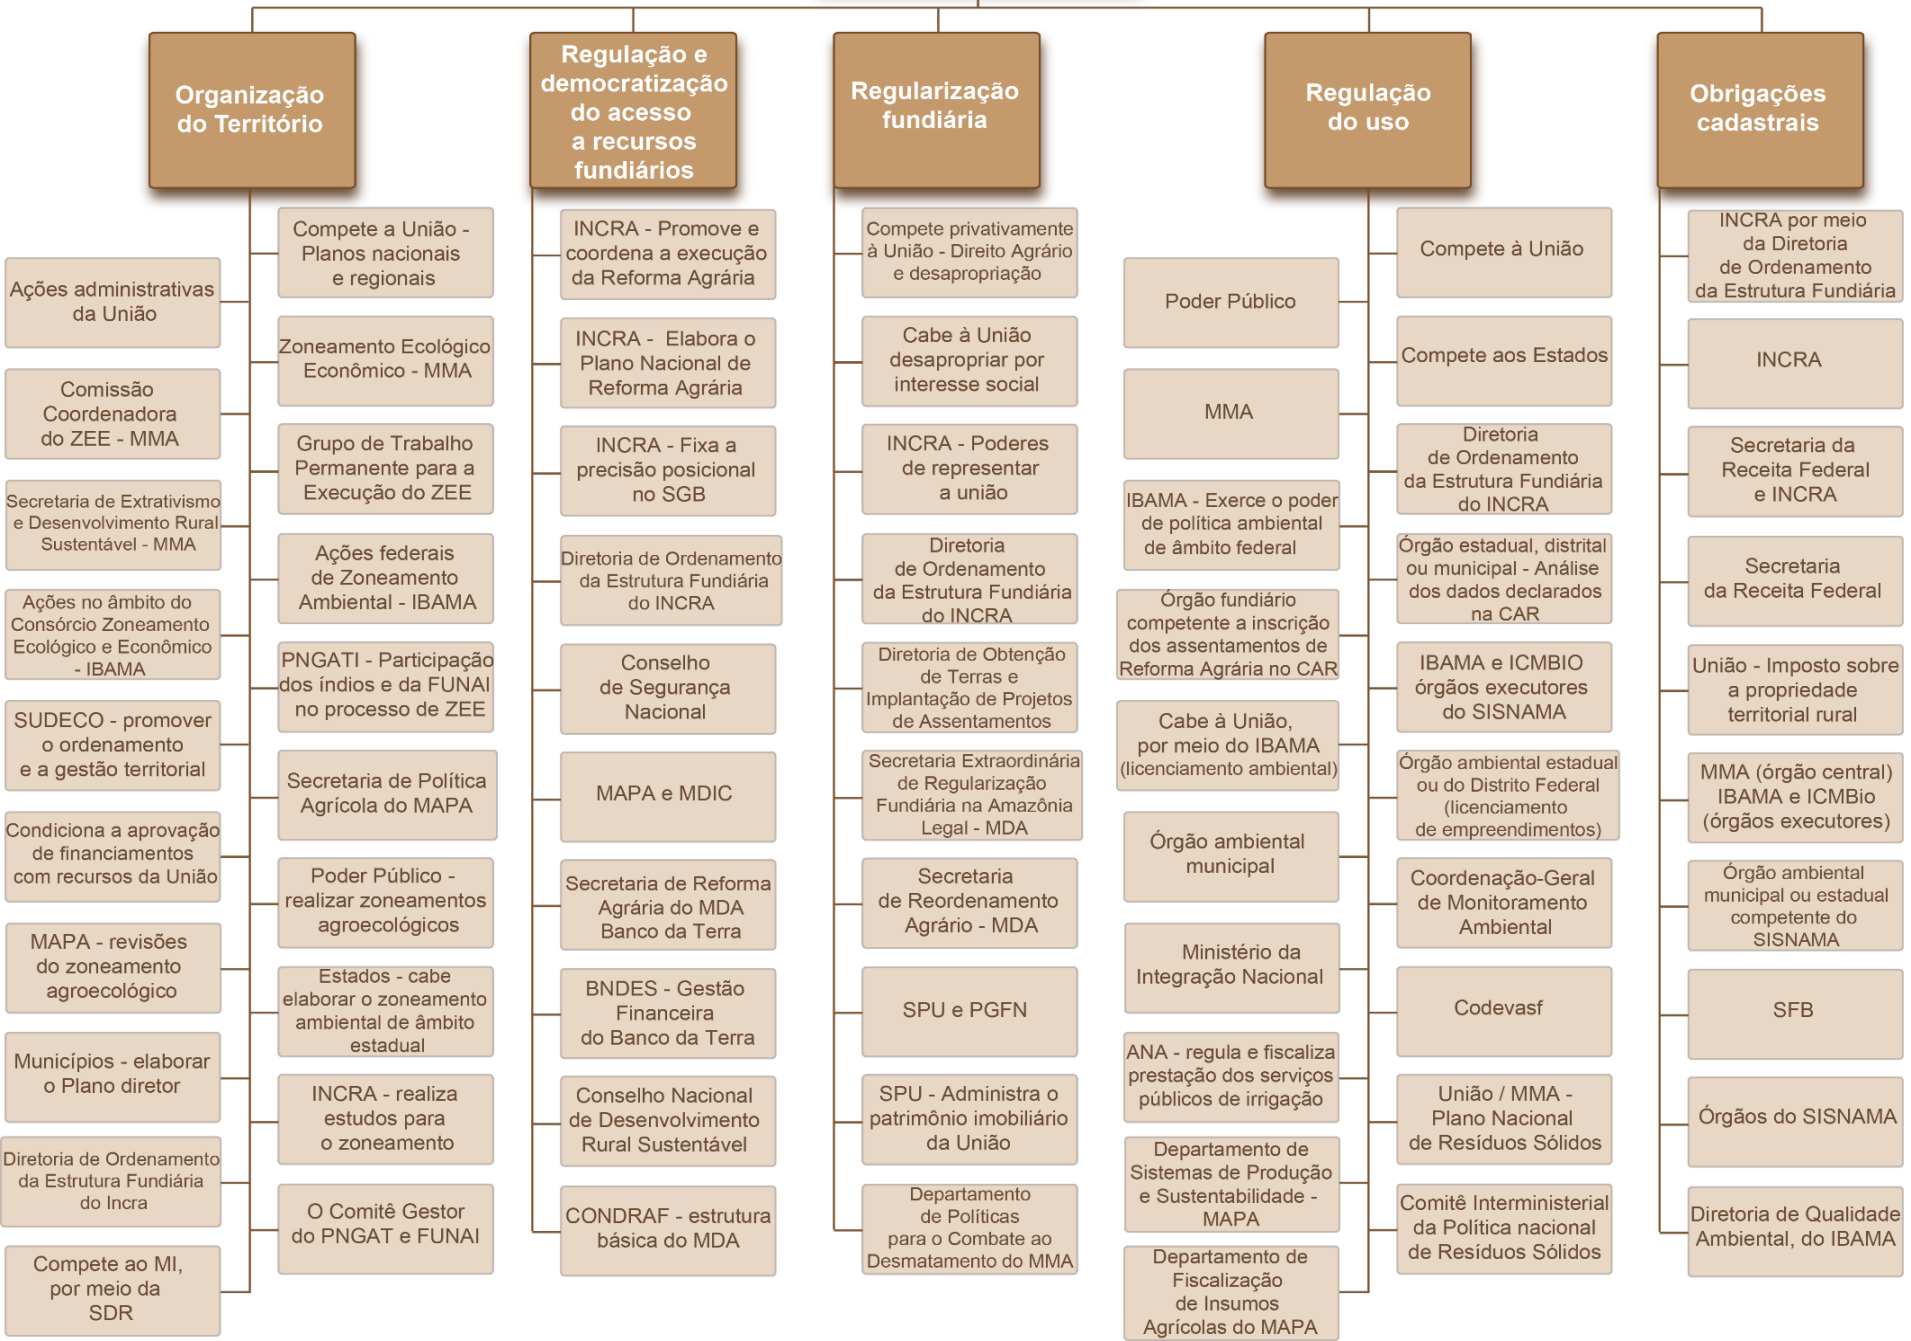 Organização
do Território
Ações administrativas
da União
Comissão
Coordenadora
do ZEE - MMA
Secretaria de Extrativismo
e Desenvolvimento Rural
Sustentável - MMA
Ações no âmbito do
Consórcio Zoneamento
Ecológico e Econômico
- IBAMA
SUDECO - promover
o ordenamento
e a gestão territorial
Condiciona a aprovação
de financiamentos
com recursos da União
MAPA - revisões
do zoneamento
agroecológico
Municípios - elaborar
o Plano diretor
Diretoria de Ordenamento
da Estrutura Fundiária
do Incra
Compete ao MI,
por meio da
SDR
Compete a União -
Planos nacionais
e regionais
Zoneamento Ecológico
Econômico - MMA
Grupo de Trabalho
Permanente para a
Execução do ZEE
Ações federais
de Zoneamento
Ambiental - IBAMA
PNGATI - Participação
dos índios e da FUNAI
no processo de ZEE
Secretaria de Política
Agrícola do MAPA
Poder Público -
realizar zoneamentos
agroecológicos
Estados - cabe
elaborar o zoneamento
ambiental de âmbito
estadual
INCRA - realiza
estudos para
o zoneamento
O Comitê Gestor
do PNGAT e FUNAI
Regulação e
democratização
do acesso
a recursos
fundiários
INCRA - Promove e
coordena a execução
da Reforma Agrária
INCRA - Elabora o
Plano Nacional de
Reforma Agrária
INCRA - Fixa a
precisão posicional
no SGB
Diretoria de Ordenamento
da Estrutura Fundiária
do INCRA
Conselho
de Segurança
Nacional
MAPA e MDIC
Secretaria de Reforma
Agrária do MDA
Banco da Terra
BNDES - Gestão
Financeira
do Banco da Terra
Conselho Nacional
de Desenvolvimento
Rural Sustentável
CONDRAF - estrutura
básica do MDA
Regularização
fundiária
Compete privativamente
à União - Direito Agrário
e desapropriação
Cabe à União
desapropriar por
interesse social
INCRA - Poderes
de representar
a união
Diretoria
de Ordenamento
da Estrutura Fundiária
do INCRA
Diretoria de Obtenção
de Terras e
Implantação de Projetos
de Assentamentos
Secretaria Extraordinária
de Regularização
Fundiária na Amazônia
Legal - MDA
Secretaria
de Reordenamento
Agrário - MDA
SPU e PGFN
SPU - Administra o
patrimônio imobiliário
da União
Departamento
de Políticas
para o Combate ao
Desmatamento do MMA
Regulação
do uso
Poder Público
MMA
IBAMA - Exerce o poder
de política ambiental
de âmbito federal
Órgão fundiário
competente a inscrição
dos assentamentos de
Reforma Agrária no CAR
Cabe à União,
por meio do IBAMA
(licenciamento ambiental)
Órgão ambiental
municipal
Ministério da
Integração Nacional
ANA - regula e fiscaliza
prestação dos serviços
públicos de irrigação
Departamento de
Sistemas de Produção
e Sustentabilidade -
MAPA
Departamento de
Fiscalização
de Insumos
Agrícolas do MAPA
Compete à União
Compete aos Estados
Diretoria
de Ordenamento
da Estrutura Fundiária
do INCRA
Órgão estadual, distrital
ou municipal - Análise
dos dados declarados
na CAR
IBAMA e ICMBIO
órgãos executores
do SISNAMA
Órgão ambiental estadual
ou do Distrito Federal
(licenciamento
de empreendimentos)
Coordenação-Geral
de Monitoramento
Ambiental
Codevasf
União / MMA -
Plano Nacional
de Resíduos Sólidos
Comitê Interministerial
da Política nacional
de Resíduos Sólidos
Obrigações
cadastrais
INCRA por meio
da Diretoria
de Ordenamento
da Estrutura Fundiária
INCRA
Secretaria da
Receita Federal
e INCRA
Secretaria
da Receita Federal
União - Imposto sobre
a propriedade
territorial rural
MMA (órgão central)
IBAMA e ICMBio
(órgãos executores)
Órgão ambiental
municipal ou estadual
competente do
SISNAMA
SFB
Órgãos do SISNAMA
Diretoria de Qualidade
Ambiental, do IBAMA